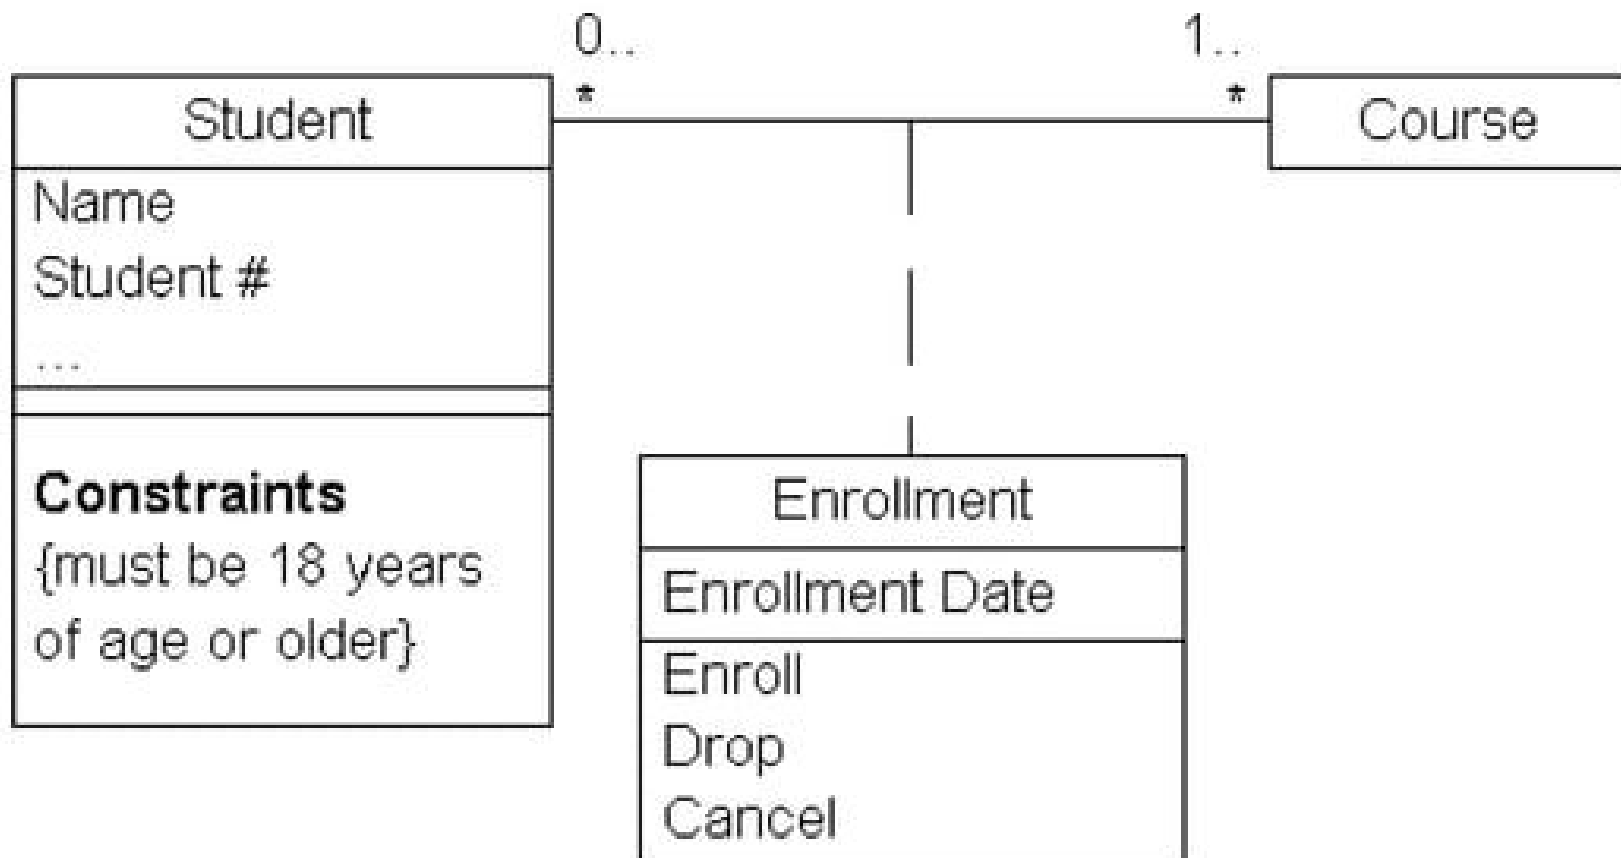 0..
*
1..
*
Student
Course
Name
Student #
...
Constraints
{must be 18 years
of age or older}
Enrollment
Enrollment Date
Enroll
Drop
Cancel